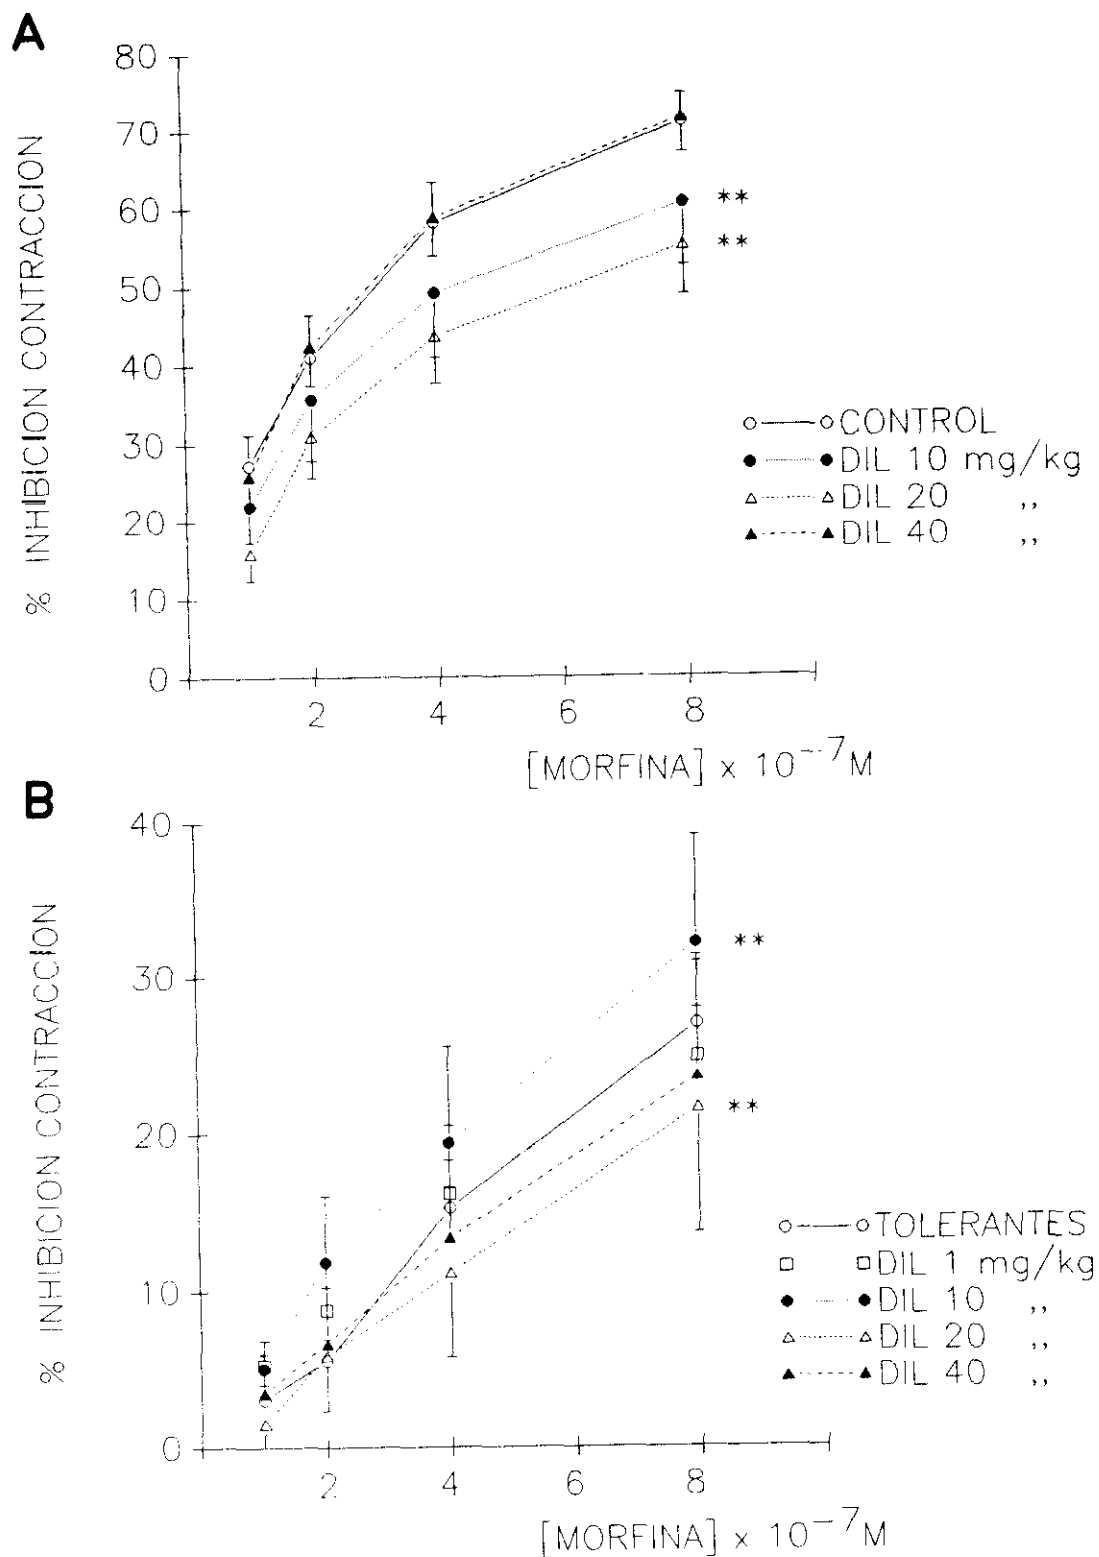 A
80
70
60
50
40
30
20
10
0
% INHIBICION CONTRACCION
**
**
CONTROL
DIL 10 mg/kg
DIL 20 ,,
DIL 40 ,,
2 4 6 8
[MORFINA] x 10⁻⁷M
B
40
30
20
10
0
% INHIBICION CONTRACCION
**
**
TOLERANTES
DIL 1 mg/kg
DIL 10 ,,
DIL 20 ,,
DIL 40 ,,
2 4 6 8
[MORFINA] x 10⁻⁷M